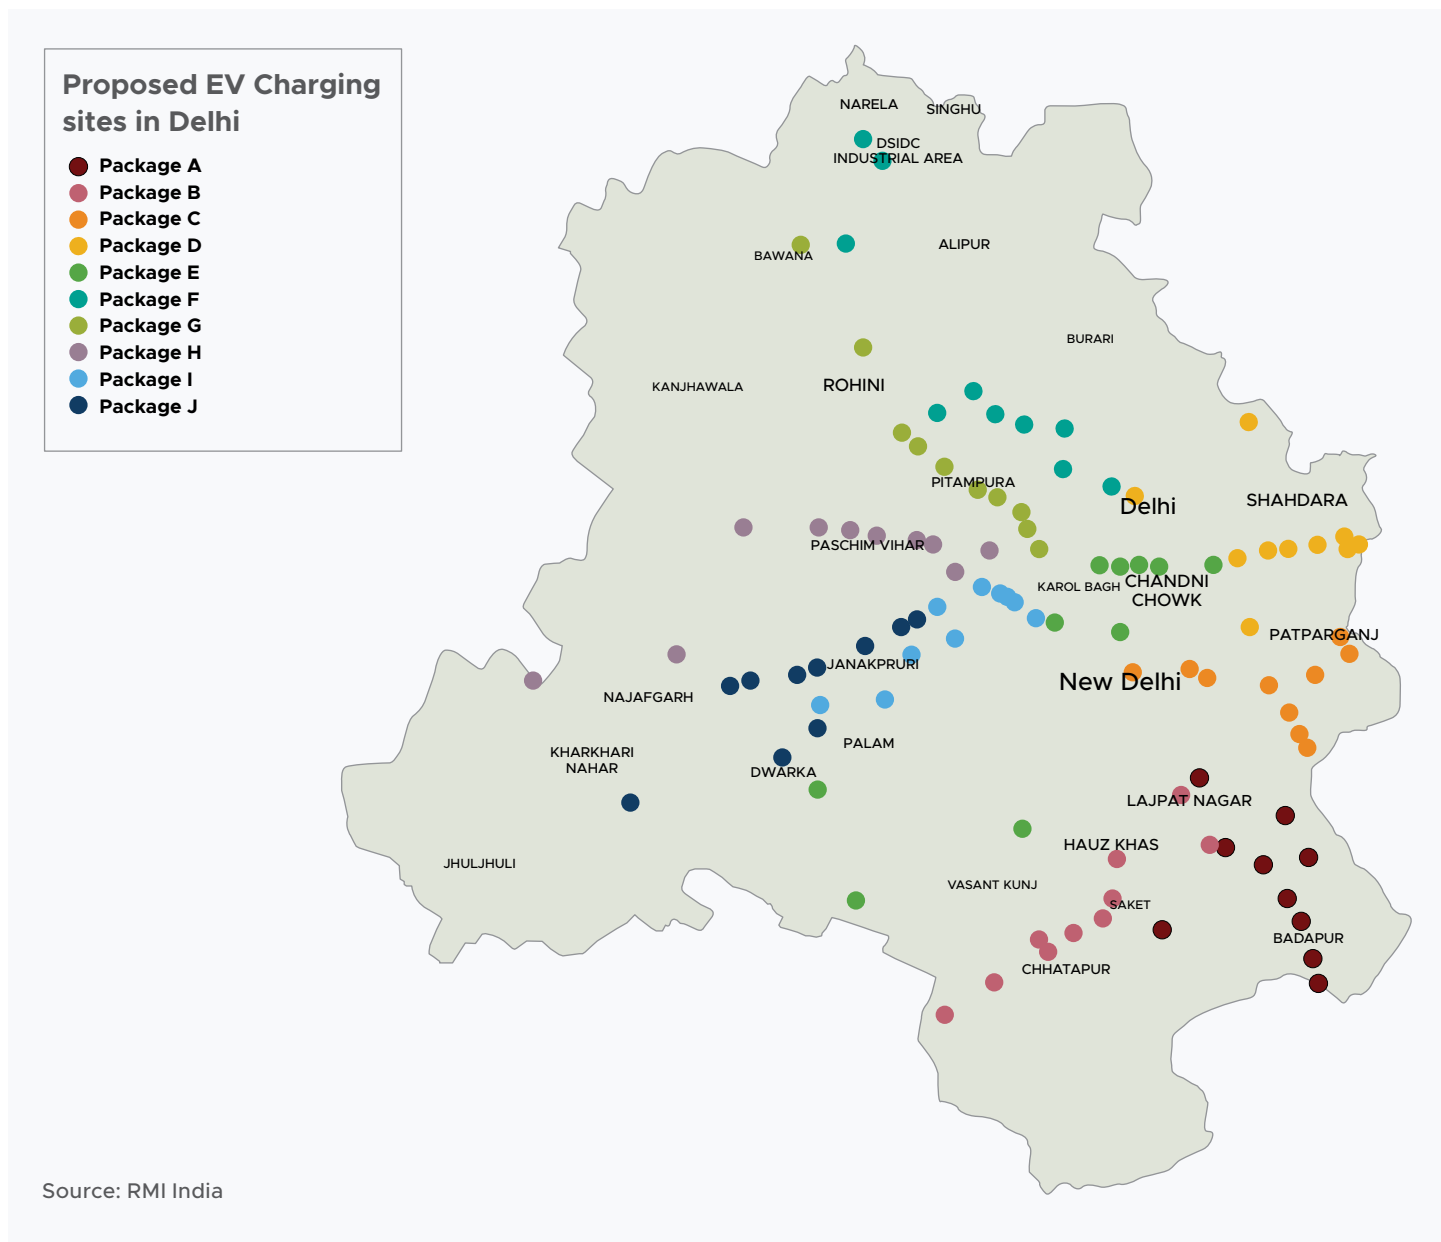 Proposed EV Charging
sites in Delhi
Package A
Package B
Package C
Package D
Package E
Package F
Package G
Package H
Package I
Package J
NARELA
SINGHU
DSIDC
INDUSTRIAL AREA
BAWANA
ALIPUR
BURARI
KANJHAWALA
ROHINI
PITAMPURA
Delhi
SHAHDARA
PASCHIM VIHAR
KAROL BAGH
CHANDNI
CHOWK
PATPARGANJ
JANAKPRURI
NAJAFGARH
New Delhi
PALAM
KHARKHARI
NAHAR
DWARKA
LAJPAT NAGAR
HAUZ KHAS
JHULJHULI
VASANT KUNJ
SAKET
BADAPUR
CHHATAPUR
Source: RMI India